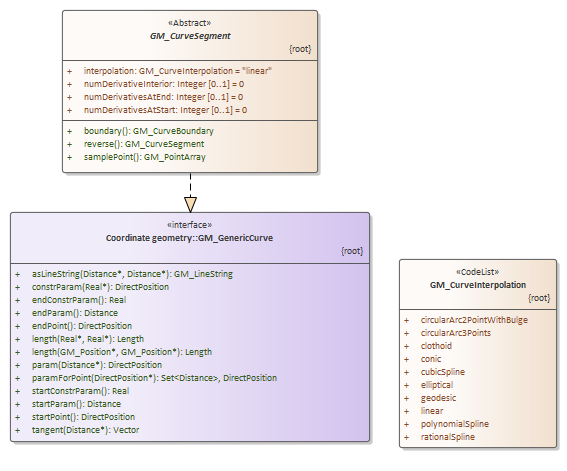 «Abstract»
GM_CurveSegment
{root}
+ interpolation: GM_CurveInterpolation = "linear"
+ numDerivativeInterior: Integer [0..1] = 0
+ numDerivativesAtEnd: Integer [0..1] = 0
+ numDerivativesAtStart: Integer [0..1] = 0
+ boundary(): GM_CurveBoundary
+ reverse(): GM_CurveSegment
+ samplePoint(): GM_PointArray
«interface»
Coordinate geometry::GM_GenericCurve
{root}
+ asLineString(Distance*, Distance*): GM_LineString
+ constrParam(Real*): DirectPosition
+ endConstrParam(): Real
+ endParam(): Distance
+ endPoint(): DirectPosition
+ length(Real*, Real*): Length
+ length(GM_Position*, GM_Position*): Length
+ param(Distance*): DirectPosition
+ paramForPoint(DirectPosition*): Set<Distance>, DirectPosition
+ startConstrParam(): Real
+ startParam(): Distance
+ startPoint(): DirectPosition
+ tangent(Distance*): Vector
«CodeList»
GM_CurveInterpolation
{root}
+ circularArc2PointWithBulge
+ circularArc3Points
+ clothoid
+ conic
+ cubicSpline
+ elliptical
+ geodesic
+ linear
+ polynomialSpline
+ rationalSpline